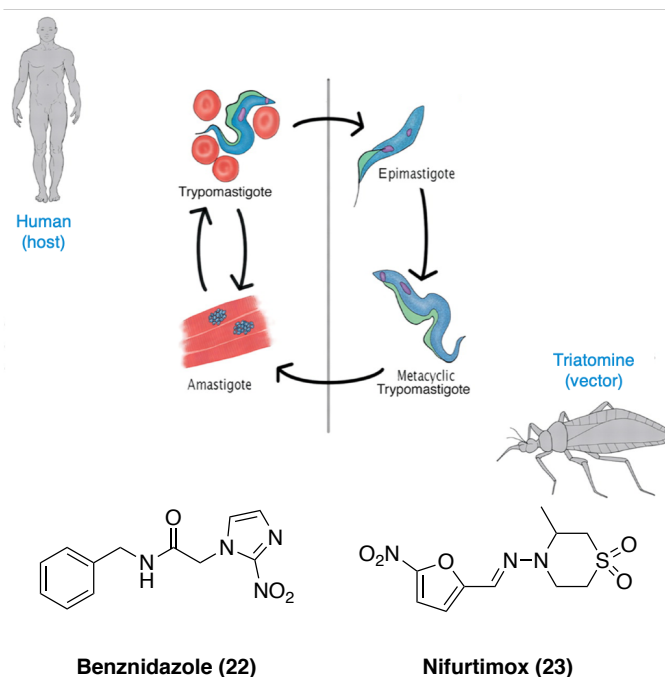 Trypomastigote
Epimastigote
Human
(host)
Amastigote
Metacyclic
Trypomastigote
Triatomine
(vector)
O
N
H
N
N
NO2
O2N
O
N
N
S
O
O
Benznidazole (22)
Nifurtimox (23)